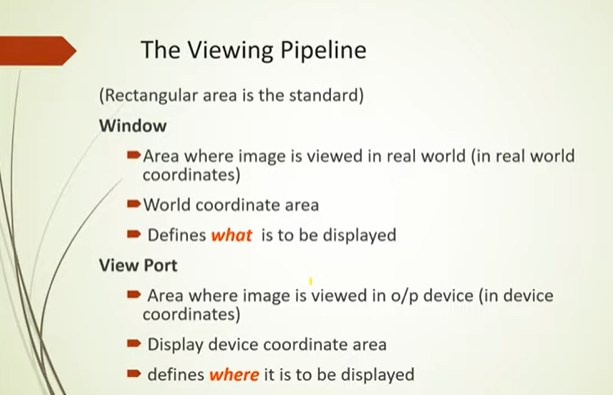 The Viewing Pipeline
(Rectangular area is the standard)
Window
Area where image is viewed in real world (in real world
coordinates)
World coordinate area
Defines what is to be displayed
View Port
Area where image is viewed in o/p device (in device
coordinates)
Display device coordinate area
defines where it is to be displayed